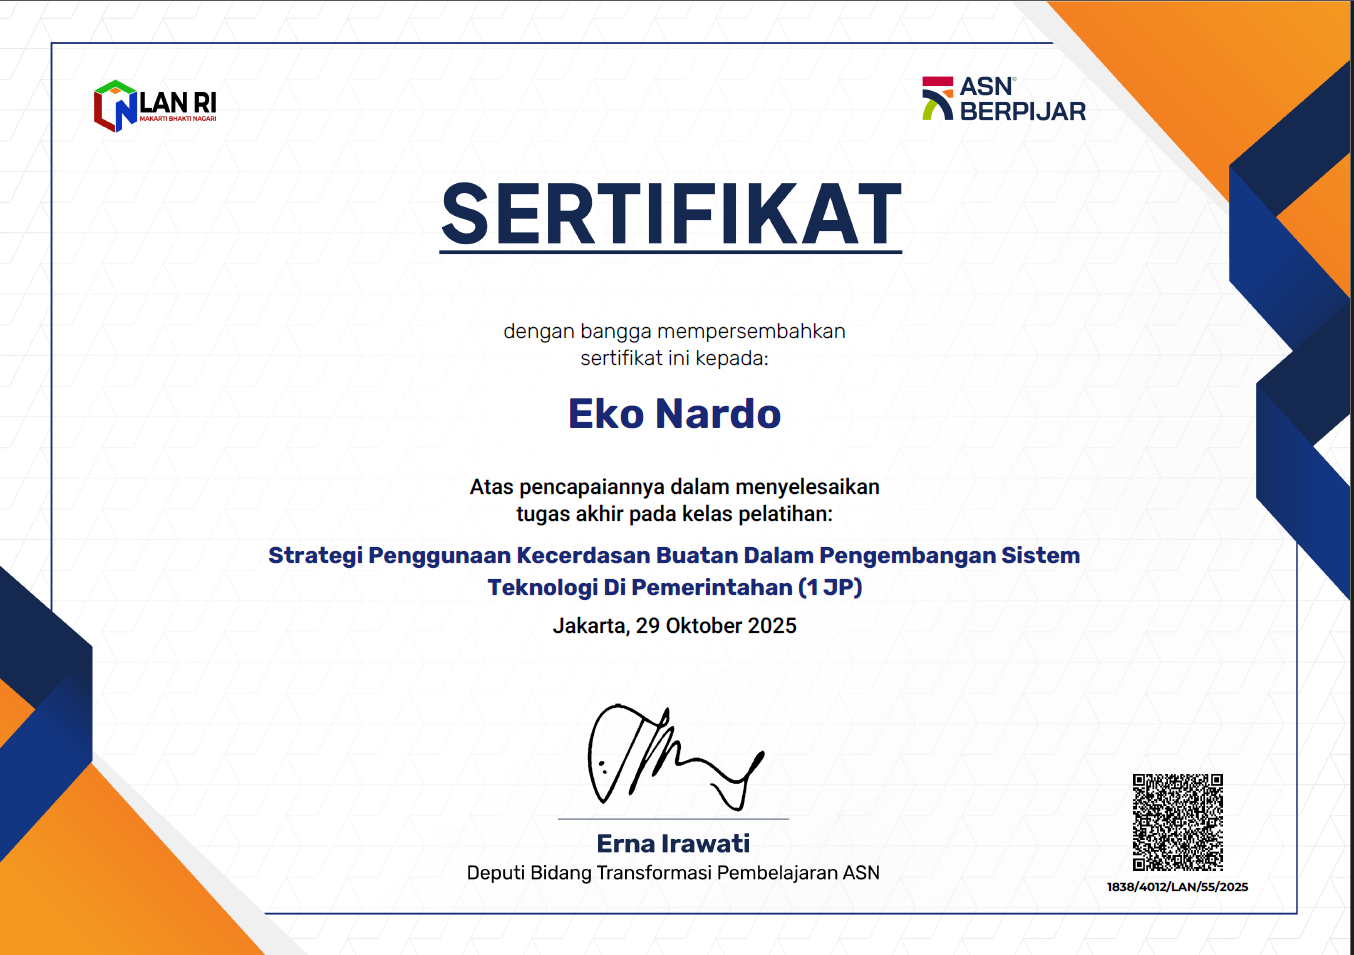 LAN RI
MAKARTI BHAKTI NAGARI
ASN®
BERPIJAR
SERTIFIKAT
dengan bangga mempersembahkan
sertifikat ini kepada:
Eko Nardo
Atas pencapaiannya dalam menyelesaikan
tugas akhir pada kelas pelatihan:
Strategi Penggunaan Kecerdasan Buatan Dalam Pengembangan Sistem
Teknologi Di Pemerintahan (1 JP)
Jakarta, 29 Oktober 2025
Erna Irawati
Deputi Bidang Transformasi Pembelajaran ASN
1838/4012/LAN/55/2025